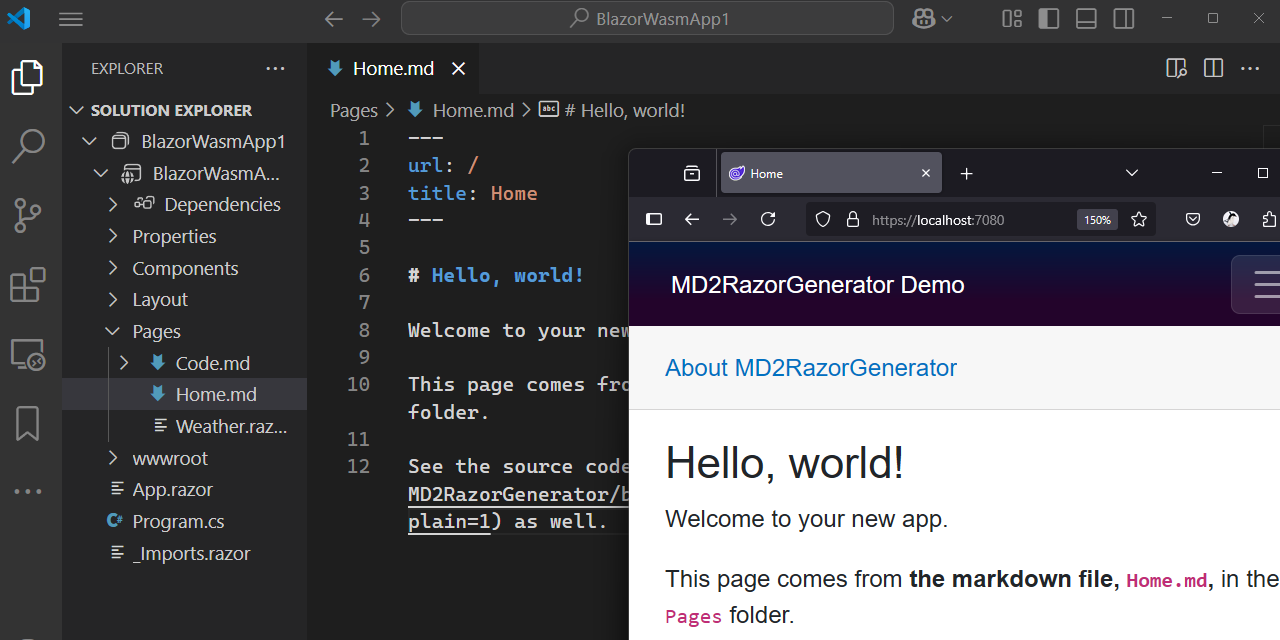 BlazorWasmApp1
EXPLORER
SOLUTION EXPLORER
BlazorWasmApp1
BlazorWasmA...
Dependencies
Properties
Components
Layout
Pages
Code.md
Home.md
Weather.raz...
wwwroot
App.razor
C# Program.cs
_Imports.razor
Home.md
Pages > Home.md > abc # Hello, world!
1 ---
2 url: /
3 title: Home
4 ---
5
6 # Hello, world!
7
8 Welcome to your new
9
10 This page comes fro
folder.
11
12 See the source code
MD2RazorGenerator/b
plain=1) as well.
Home
https://localhost:7080
150%
MD2RazorGenerator Demo
About MD2RazorGenerator
Hello, world!
Welcome to your new app.
This page comes from the markdown file, Home.md, in the
Pages folder.